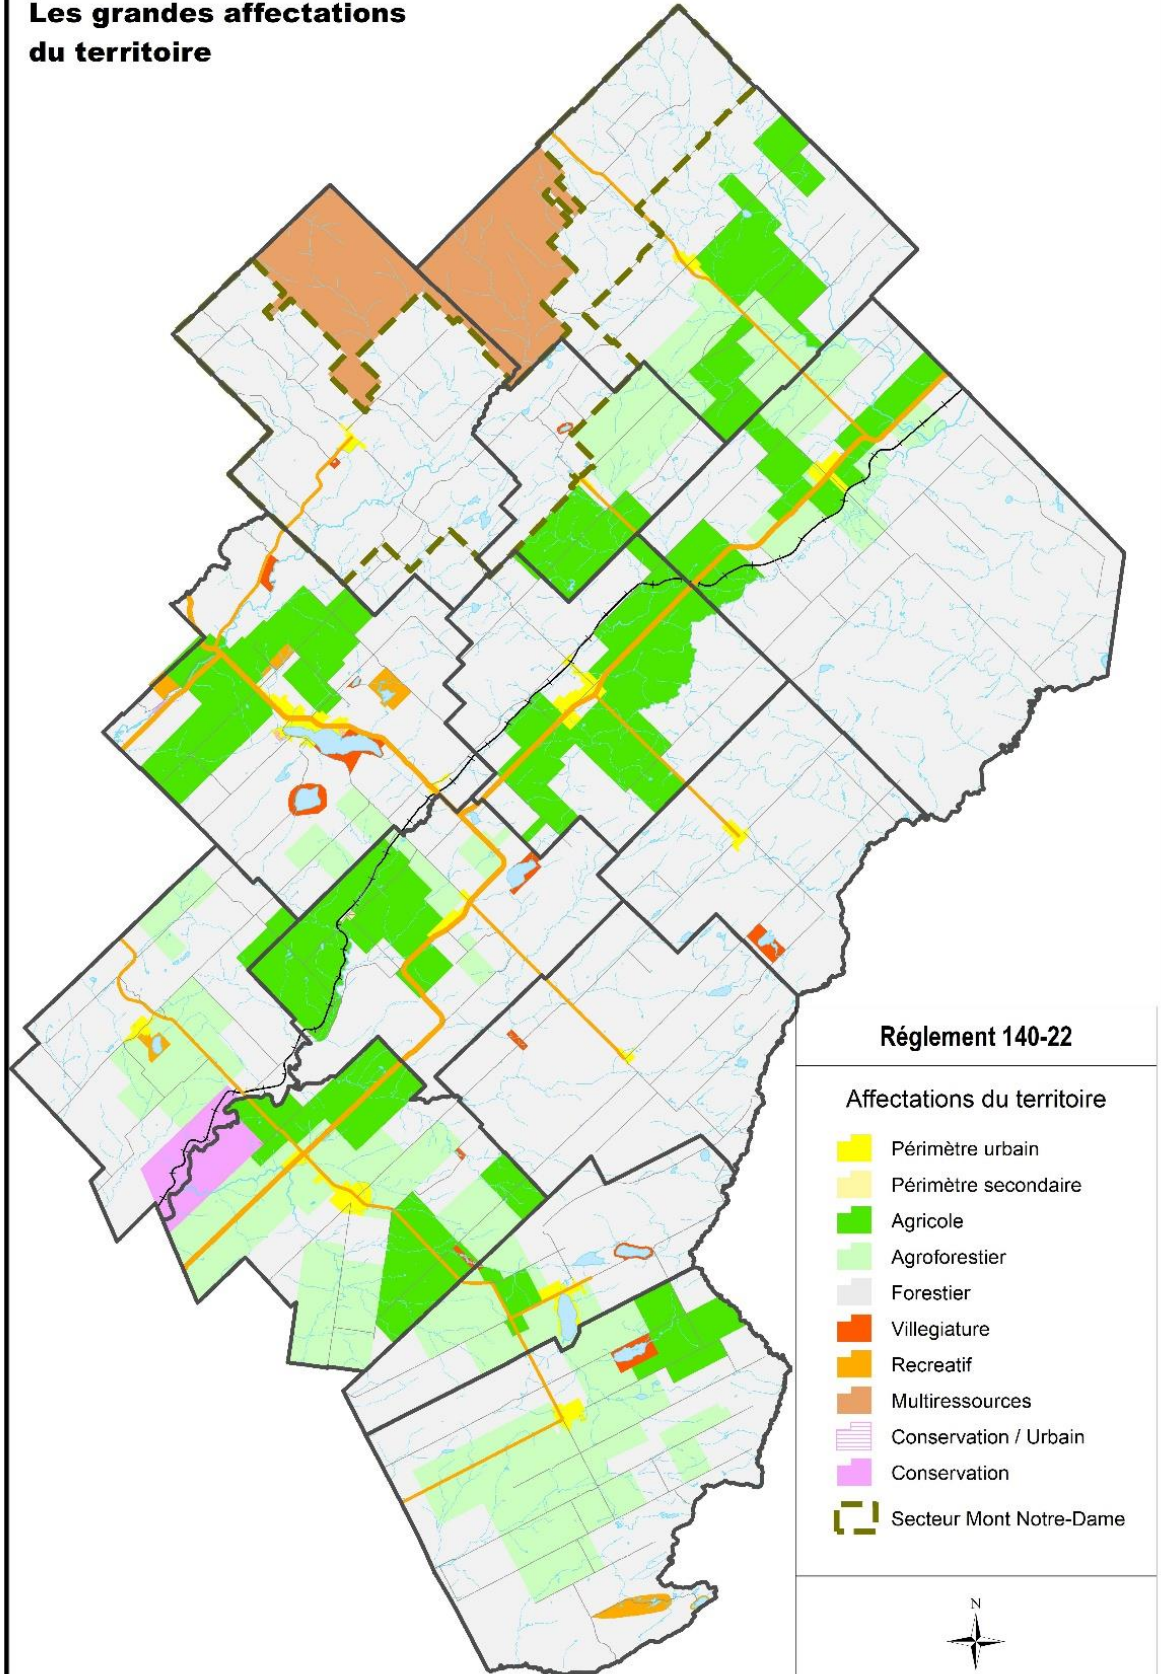 Les grandes affectations
du territoire
Réglement 140-22
Affectations du territoire
Périmètre urbain
Périmètre secondaire
Agricole
Agroforestier
Forestier
Villegiature
Recreatif
Multiressources
Conservation / Urbain
Conservation
Secteur Mont Notre-Dame
N